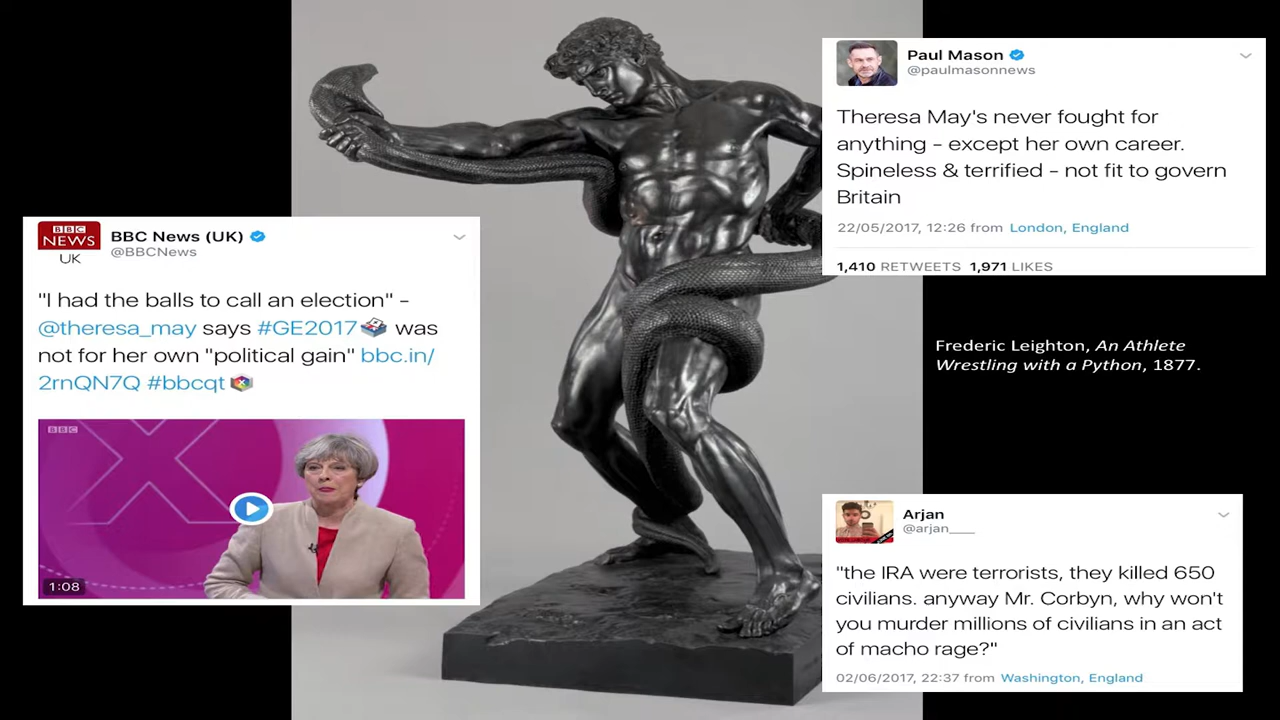 BBC
NEWS
UK
BBC News (UK)
@BBCNews
"I had the balls to call an election" -
@theresa_may says #GE2017 was
not for her own "political gain" bbc.in/
2rnQN7Q #bbcqt
BBC
1:08
Paul Mason
@paulmasonnews
Theresa May's never fought for
anything - except her own career.
Spineless & terrified - not fit to govern
Britain
22/05/2017, 12:26 from London, England
1,410 RETWEETS 1,971 LIKES
Frederic Leighton, An Athlete
Wrestling with a Python, 1877.
Arjan
@arjan____
"the IRA were terrorists, they killed 650
civilians. anyway Mr. Corbyn, why won't
you murder millions of civilians in an act
of macho rage?"
02/06/2017, 22:37 from Washington, England